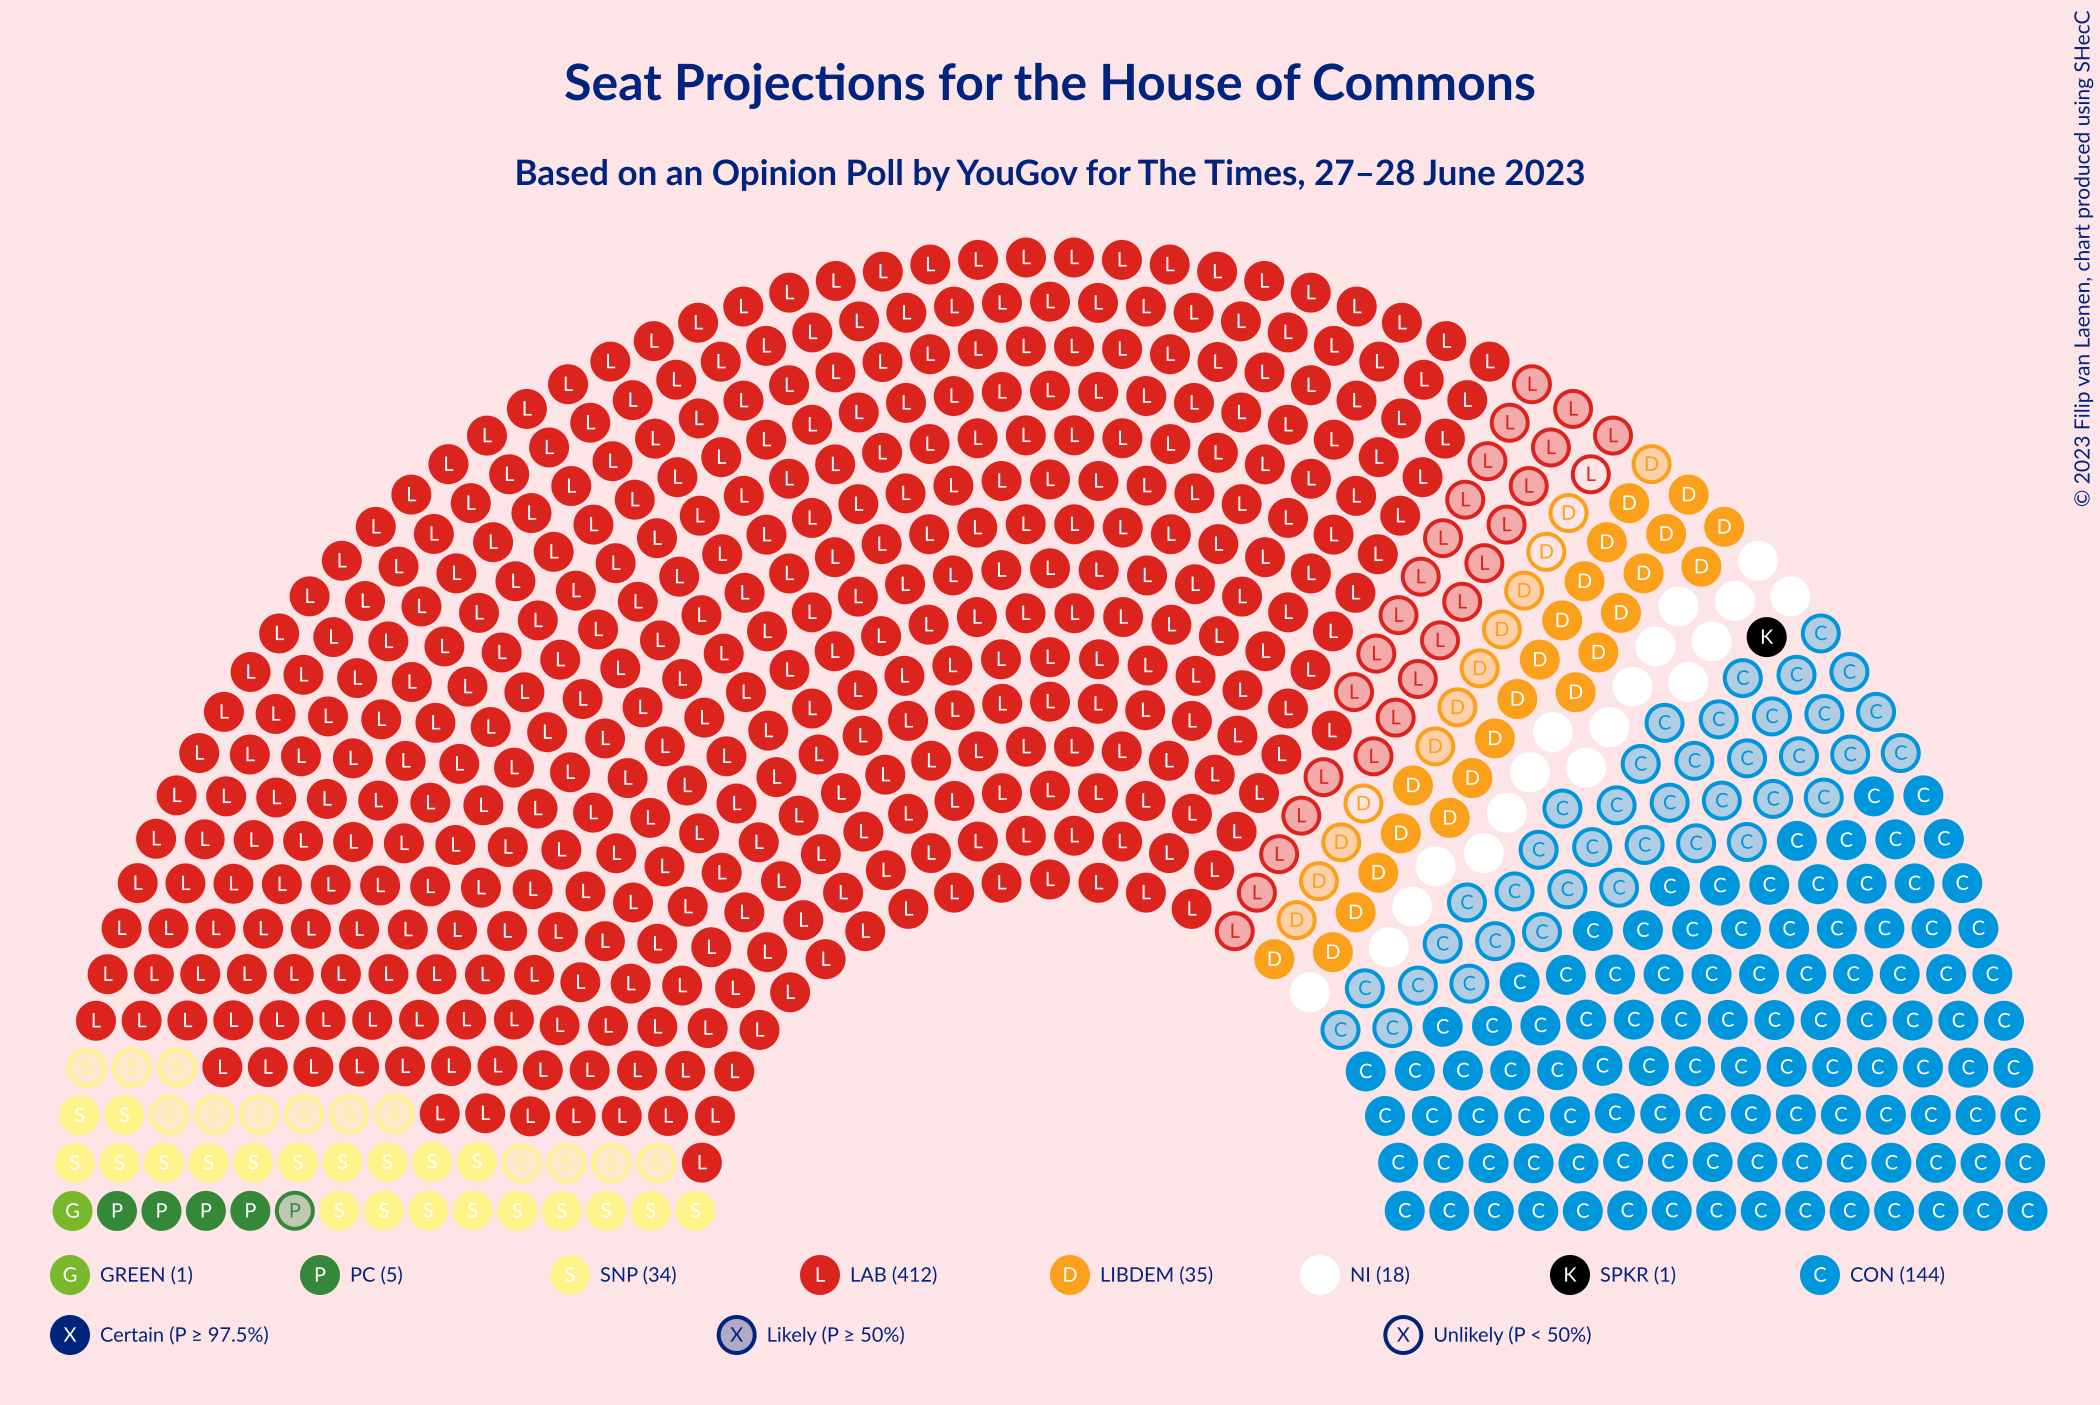 Seat Projections for the House of Commons
Based on an Opinion Poll by YouGov for The Times, 27–28 June 2023
© 2023 Filip van Laenen, chart produced using SHecC
G GREEN (1) P PC (5) S SNP (34) L LAB (412) D LIBDEM (35) NI (18) K SPKR (1) C CON (144)
X Certain (P ≥ 97.5%) X Likely (P ≥ 50%) X Unlikely (P < 50%)